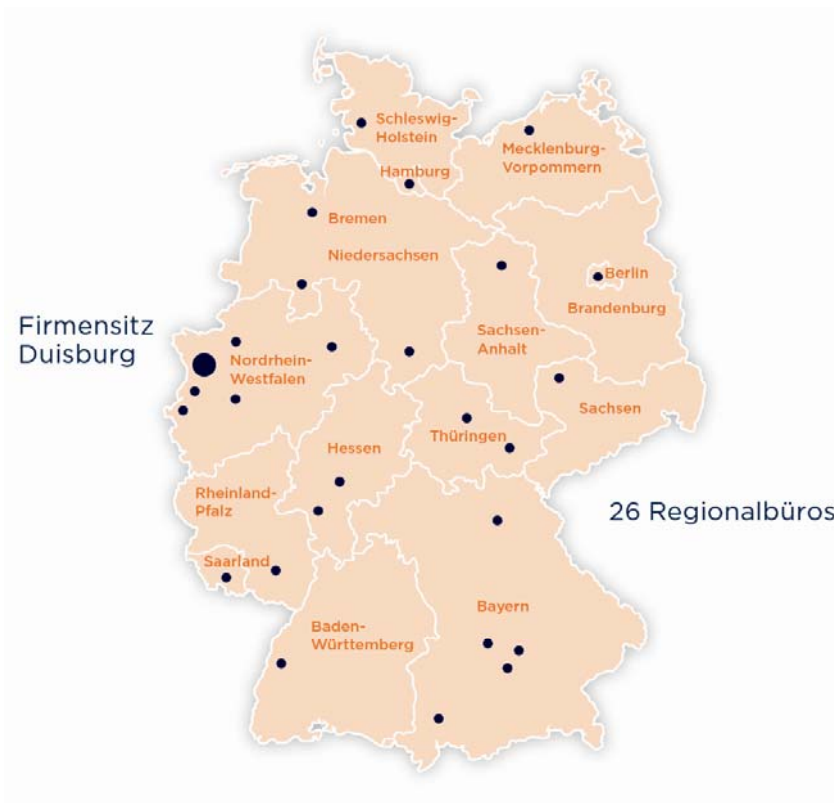 Schleswig-
Holstein
Mecklenburg-
Vorpommern
Hamburg
Bremen
Niedersachsen
Berlin
Brandenburg
Firmensitz
Duisburg
Sachsen-
Anhalt
Nordrhein-
Westfalen
Sachsen
Thüringen
Hessen
Rheinland-
Pfalz
26 Regionalbüros
Saarland
Bayern
Baden-
Württemberg